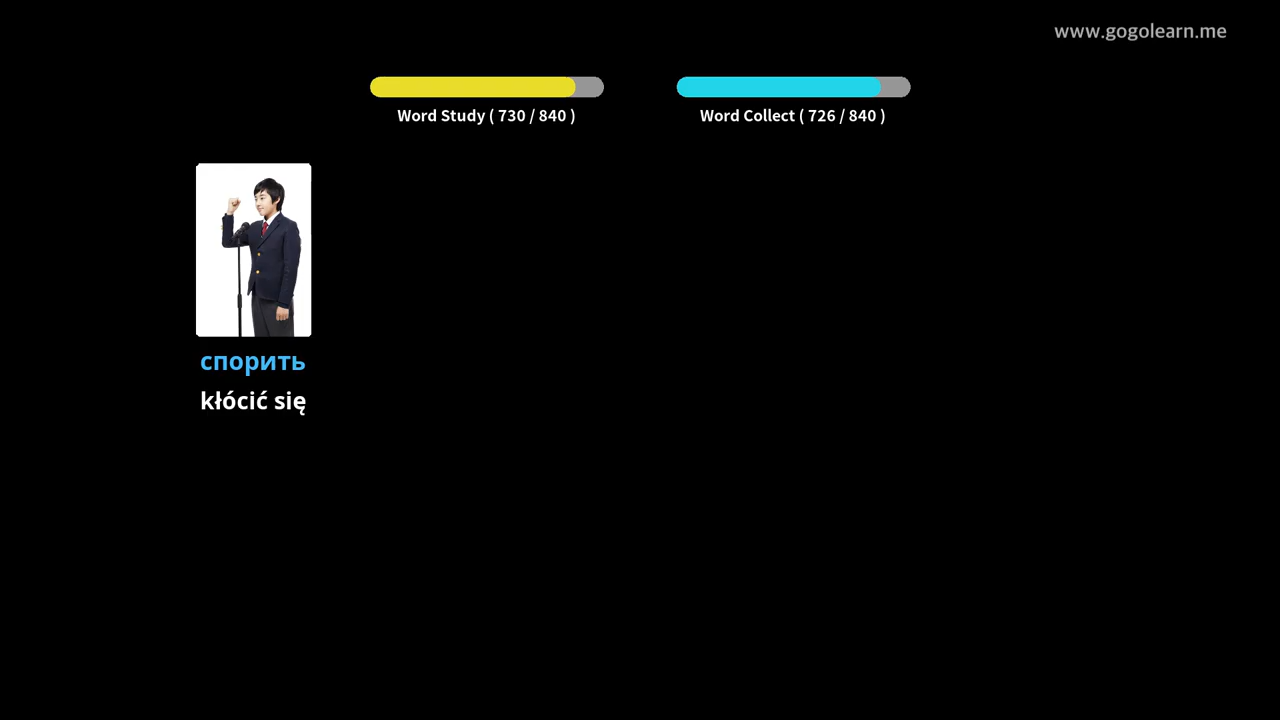 www.gogolearn.me
Word Study ( 730 / 840 )
Word Collect ( 726 / 840 )
спорить
kłócić się